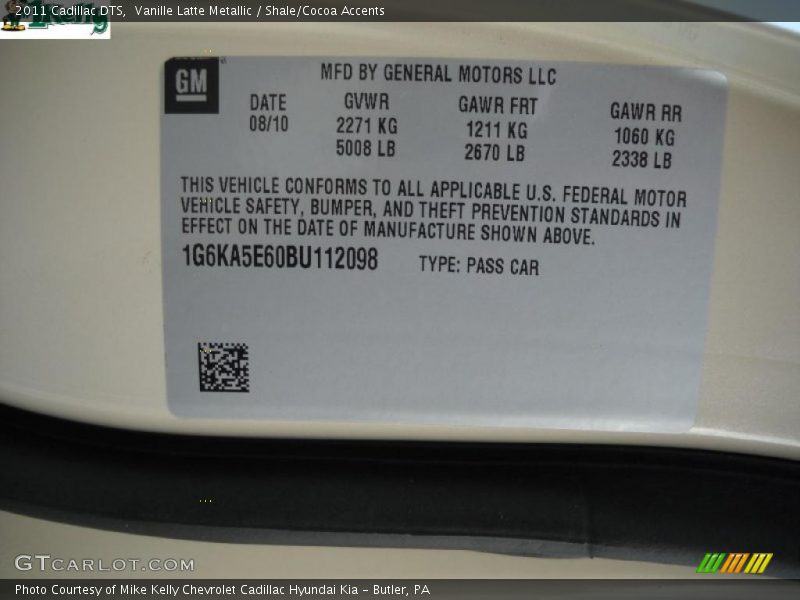 2011 Cadillac DTS, Vanille Latte Metallic / Shale/Cocoa Accents
GM
MFD BY GENERAL MOTORS LLC
DATE GVWR GAWR FRT GAWR RR
08/10 2271 KG 1211 KG 1060 KG
5008 LB 2670 LB 2338 LB
THIS VEHICLE CONFORMS TO ALL APPLICABLE U.S. FEDERAL MOTOR
VEHICLE SAFETY, BUMPER, AND THEFT PREVENTION STANDARDS IN
EFFECT ON THE DATE OF MANUFACTURE SHOWN ABOVE.
1G6KA5E60BU112098 TYPE: PASS CAR
GTCARLOT.COM
Photo Courtesy of Mike Kelly Chevrolet Cadillac Hyundai Kia - Butler, PA